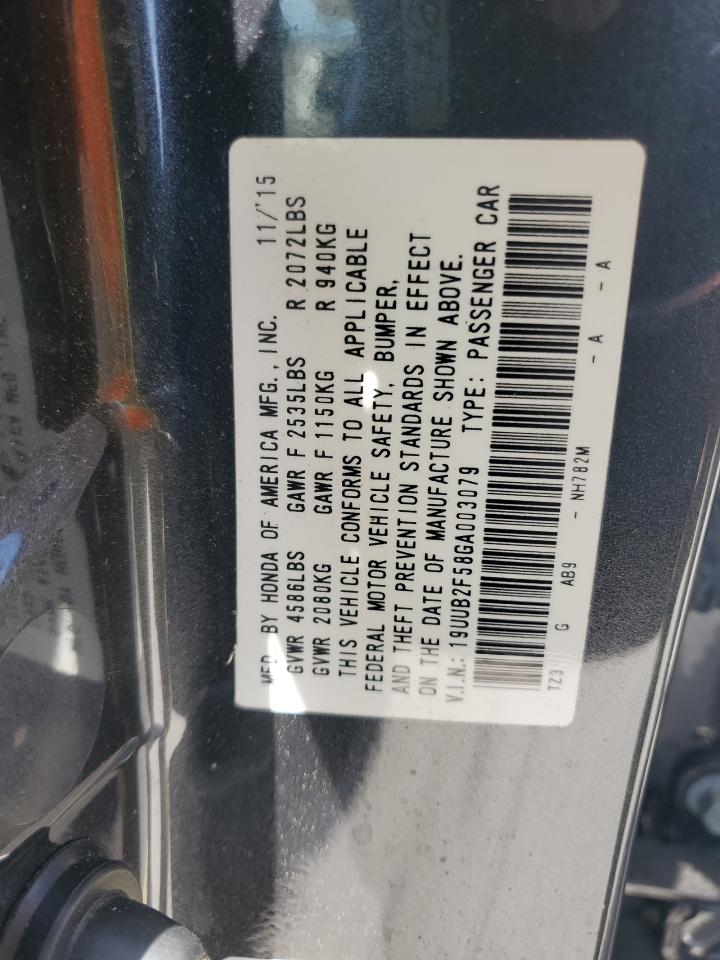 MFD BY HONDA OF AMERICA MFG., INC. 11/'15
GVWR 4586LBS GAWR F 2535LBS R 2072LBS
GVWR 2080KG GAWR F 1150KG R 940KG
THIS VEHICLE CONFORMS TO ALL APPLICABLE
FEDERAL MOTOR VEHICLE SAFETY, BUMPER,
AND THEFT PREVENTION STANDARDS IN EFFECT
ON THE DATE OF MANUFACTURE SHOWN ABOVE.
V.I.N.: 19UUB2F58GA003079 TYPE: PASSENGER CAR
TZ3 G AB9 - NH782M - A - A